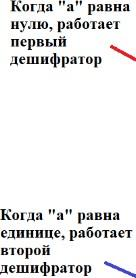 Когда "а" равна
нулю, работает
первый
дешифратор
Когда "а" равна
единице, работает
второй
дешифратор